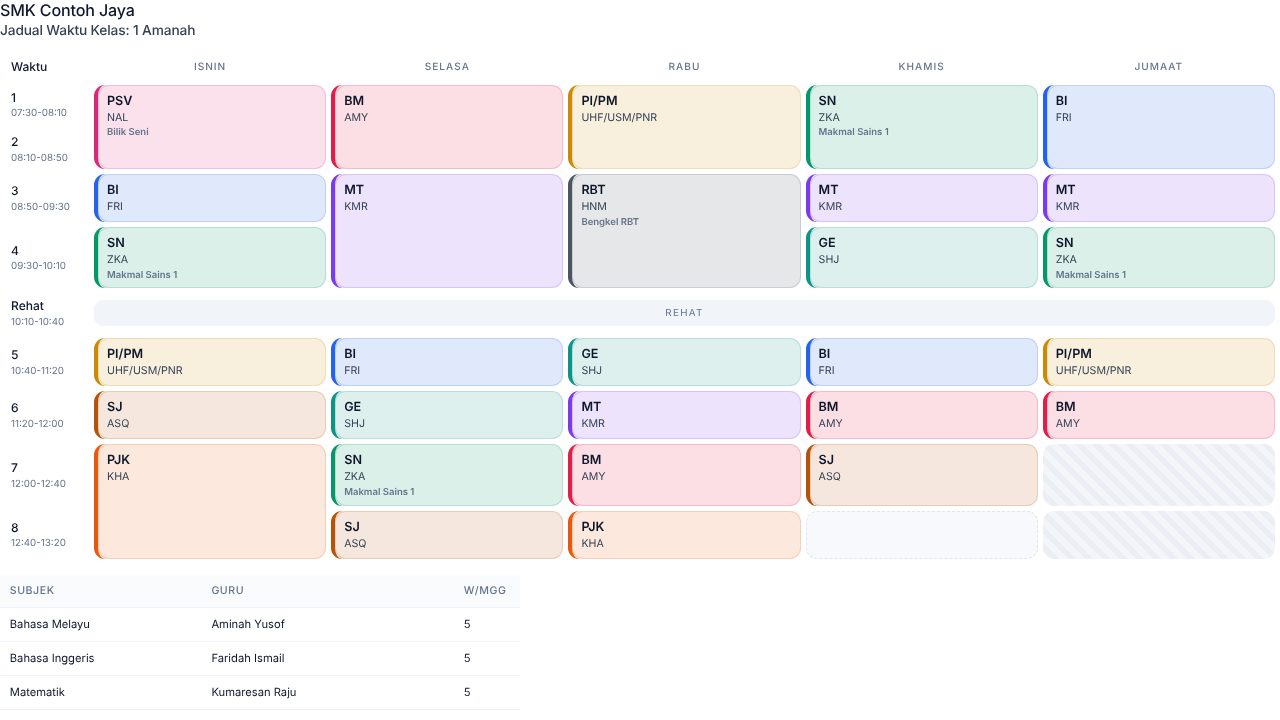 SMK Contoh Jaya
Jadual Waktu Kelas: 1 Amanah
Waktu ISNIN SELASA RABU KHAMIS JUMAAT
1
07:30-08:10
PSV
NAL
Bilik Seni
BM
AMY
PI/PM
UHF/USM/PNR
SN
ZKA
Makmal Sains 1
BI
FRI
2
08:10-08:50
3
08:50-09:30
BI
FRI
MT
KMR
RBT
HNM
Bengkel RBT
MT
KMR
MT
KMR
4
09:30-10:10
SN
ZKA
Makmal Sains 1
GE
SHJ
SN
ZKA
Makmal Sains 1
Rehat
10:10-10:40
REHAT
5
10:40-11:20
PI/PM
UHF/USM/PNR
BI
FRI
GE
SHJ
BI
FRI
PI/PM
UHF/USM/PNR
6
11:20-12:00
SJ
ASQ
GE
SHJ
MT
KMR
BM
AMY
BM
AMY
7
12:00-12:40
PJK
KHA
SN
ZKA
Makmal Sains 1
BM
AMY
SJ
ASQ
8
12:40-13:20
SJ
ASQ
PJK
KHA
SUBJEK GURU W/MGG
Bahasa Melayu Aminah Yusof 5
Bahasa Inggeris Faridah Ismail 5
Matematik Kumaresan Raju 5